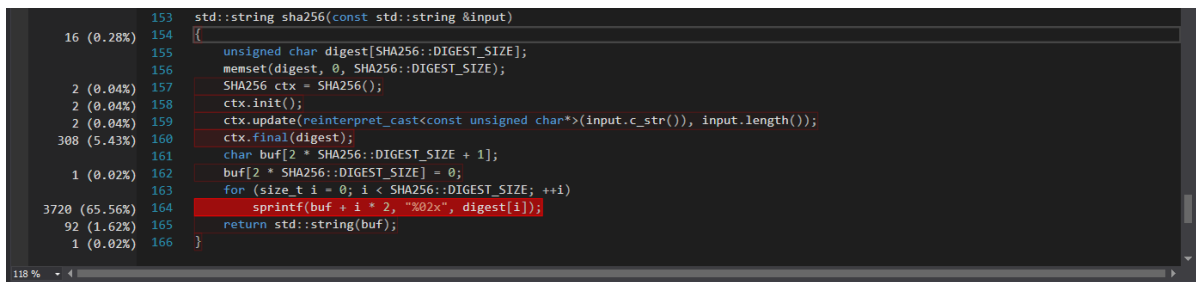 153 std::string sha256(const std::string &input)
16 (0.28%) 154 {
155 unsigned char digest[SHA256::DIGEST_SIZE];
156 memset(digest, 0, SHA256::DIGEST_SIZE);
2 (0.04%) 157 SHA256 ctx = SHA256();
2 (0.04%) 158 ctx.init();
2 (0.04%) 159 ctx.update(reinterpret_cast<const unsigned char*>(input.c_str()), input.length());
308 (5.43%) 160 ctx.final(digest);
161 char buf[2 * SHA256::DIGEST_SIZE + 1];
1 (0.02%) 162 buf[2 * SHA256::DIGEST_SIZE] = 0;
163 for (size_t i = 0; i < SHA256::DIGEST_SIZE; ++i)
3720 (65.56%) 164 sprintf(buf + i * 2, "%02x", digest[i]);
92 (1.62%) 165 return std::string(buf);
1 (0.02%) 166 }
118 %